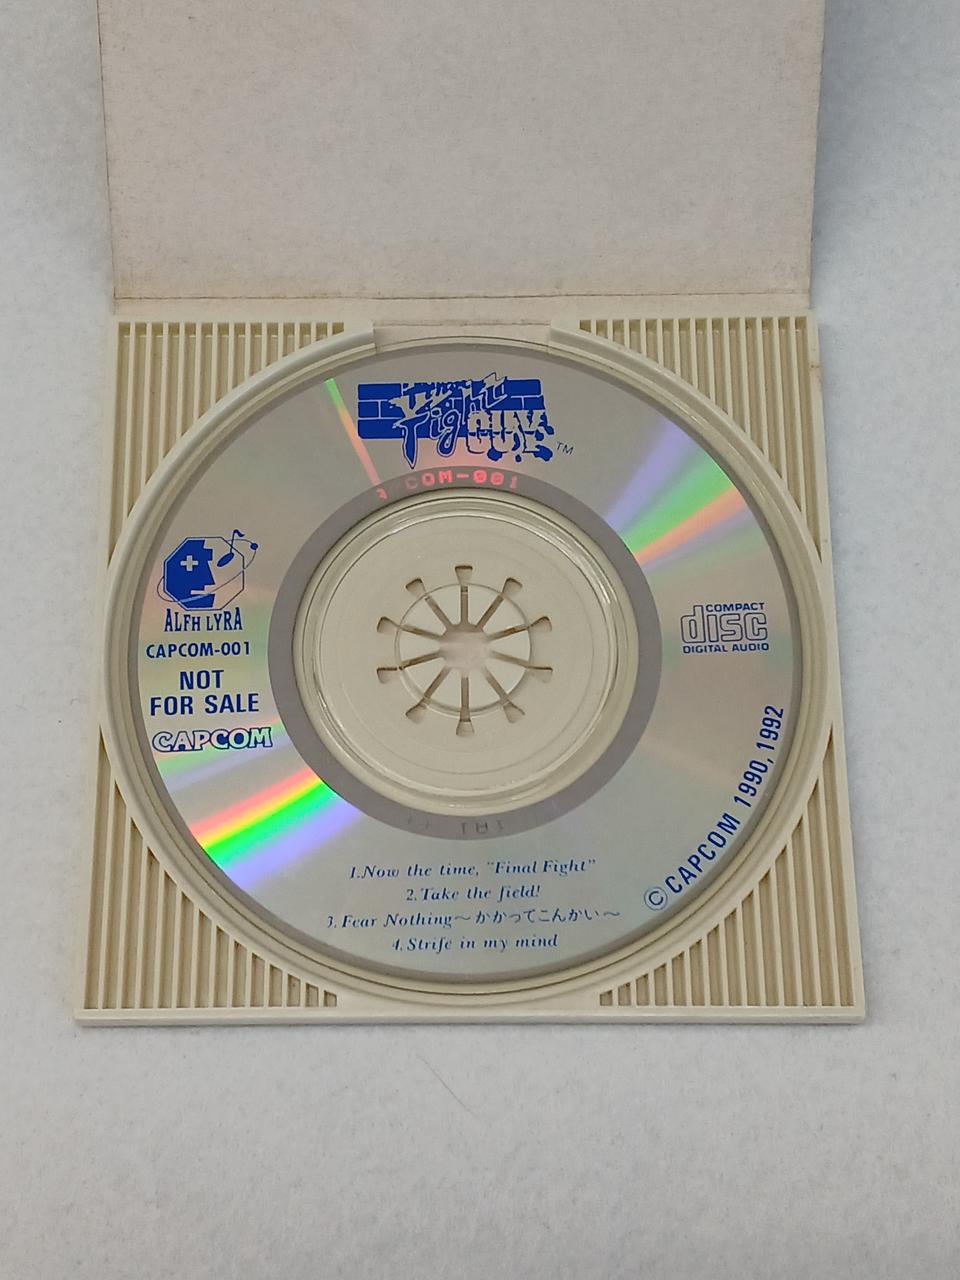 Final Fight
GUY
TM
COM-001
ALFH LYRA
CAPCOM-001
NOT
FOR SALE
CAPCOM
COMPACT
disc
DIGITAL AUDIO
1.Now the time, "Final Fight"
2.Take the field!
3.Fear Nothing～かかってこんかい～
4.Strife in my mind
© CAPCOM 1990,1992